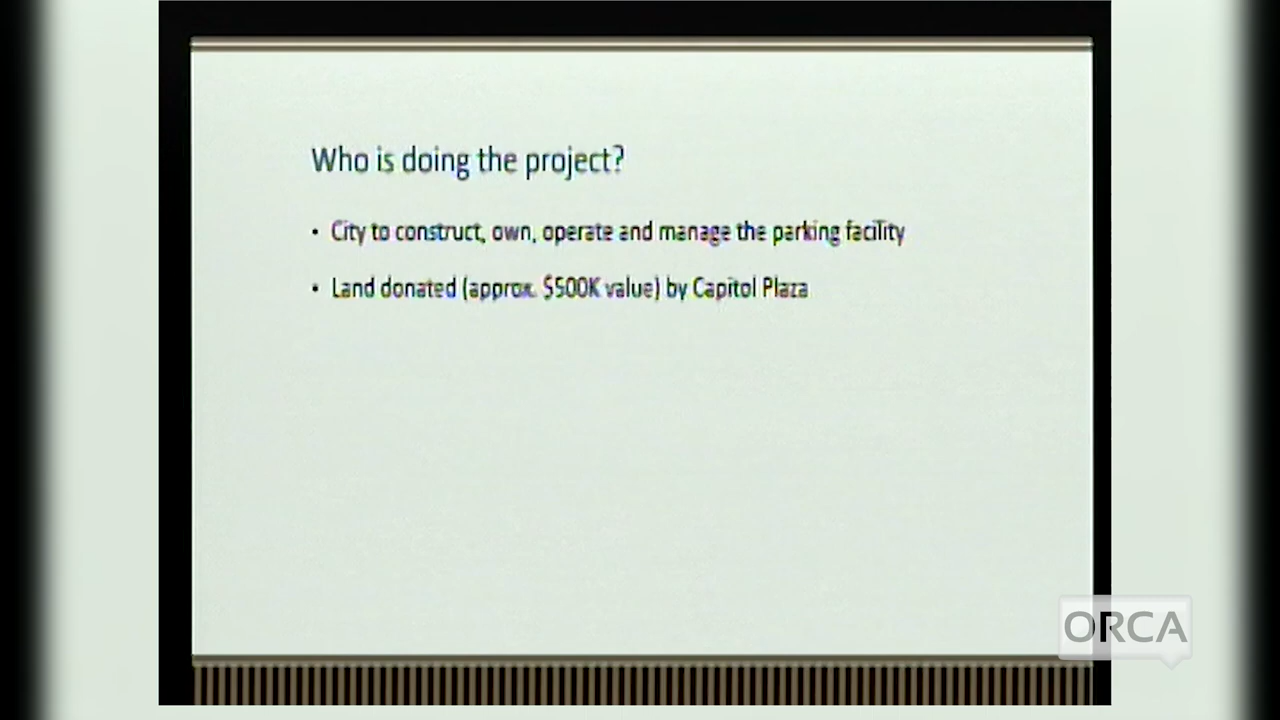 Who is doing the project?
• City to construct, own, operate and manage the parking facility
• Land donated (approx. $500K value) by Capitol Plaza
ORCA